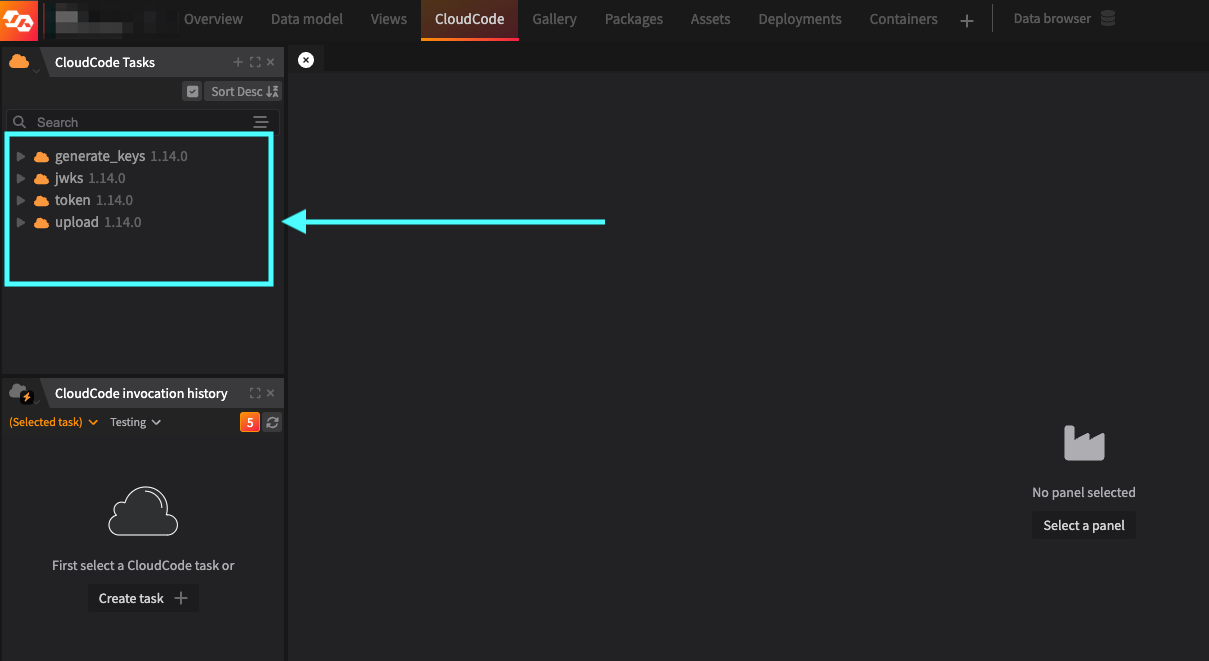 Overview Data model Views CloudCode Gallery Packages Assets Deployments Containers Data browser
CloudCode Tasks
Sort Desc
Search
generate_keys 1.14.0
jwks 1.14.0
token 1.14.0
upload 1.14.0
CloudCode invocation history
(Selected task) Testing 5
First select a CloudCode task or
Create task
No panel selected
Select a panel